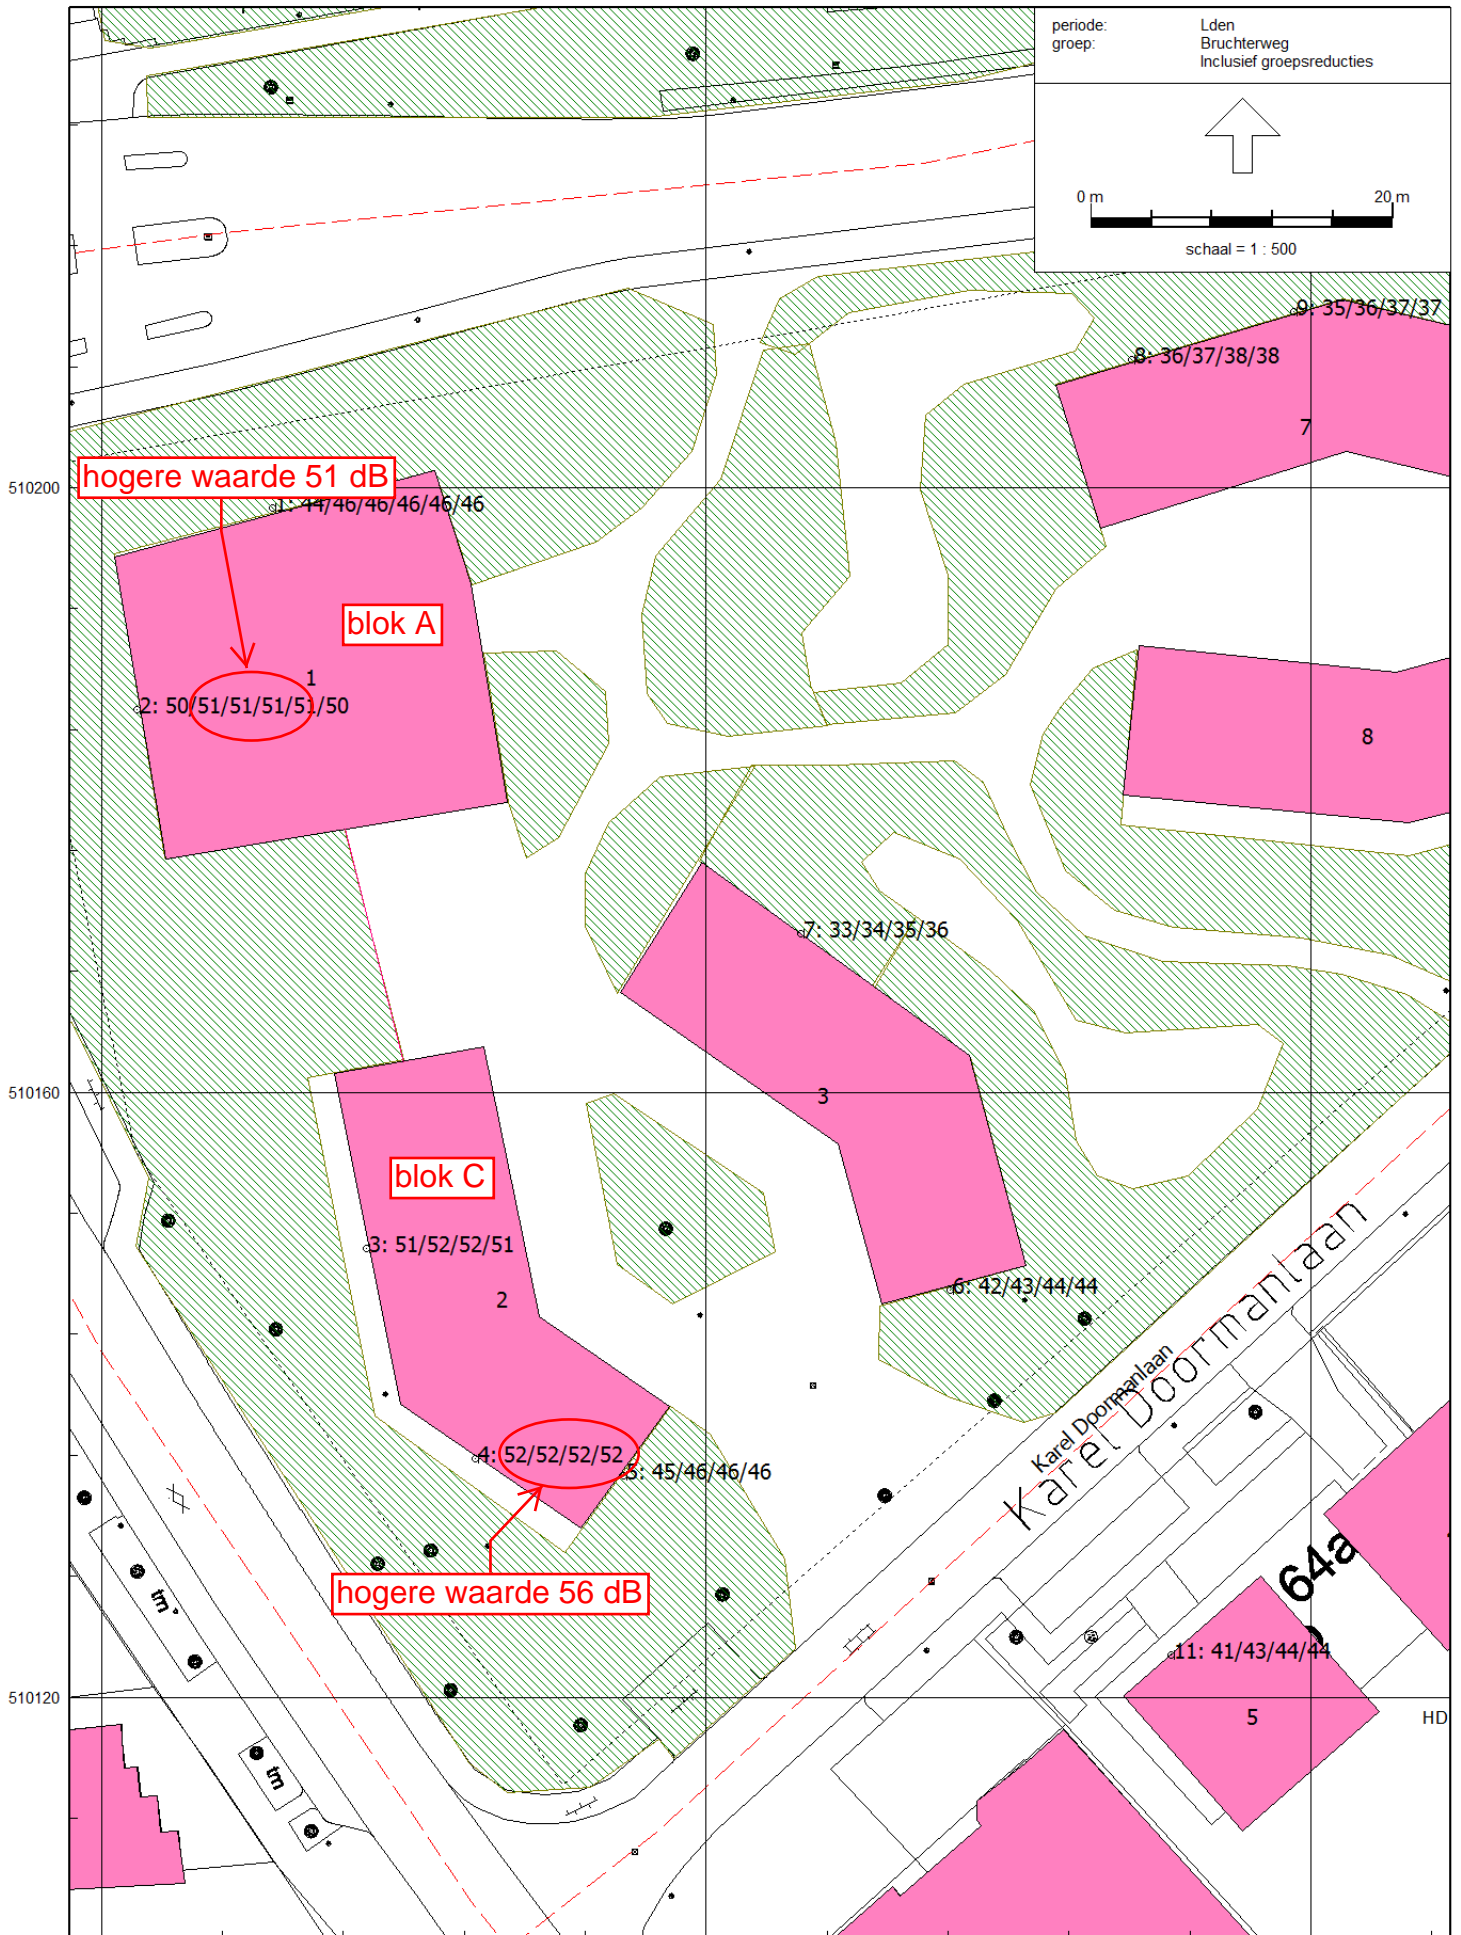 periode: Lden
groep: Bruchterweg
Inclusief groepsreducties
0 m 20 m
schaal = 1 : 500
9: 35/36/37/37
8: 36/37/38/38
7
hogere waarde 51 dB
510200
1: 44/46/46/46/46/46
blok A
1
2: 50/51/51/51/51/50
8
7: 33/34/35/36
510160
3
blok C
3: 51/52/52/51
2
6: 42/43/44/44
Karel Doormanlaan
Karel Doormanlaan
4: 52/52/52/52
5: 45/46/46/46
hogere waarde 56 dB
64a
tm
11: 41/43/44/44
510120
5
HD
tm